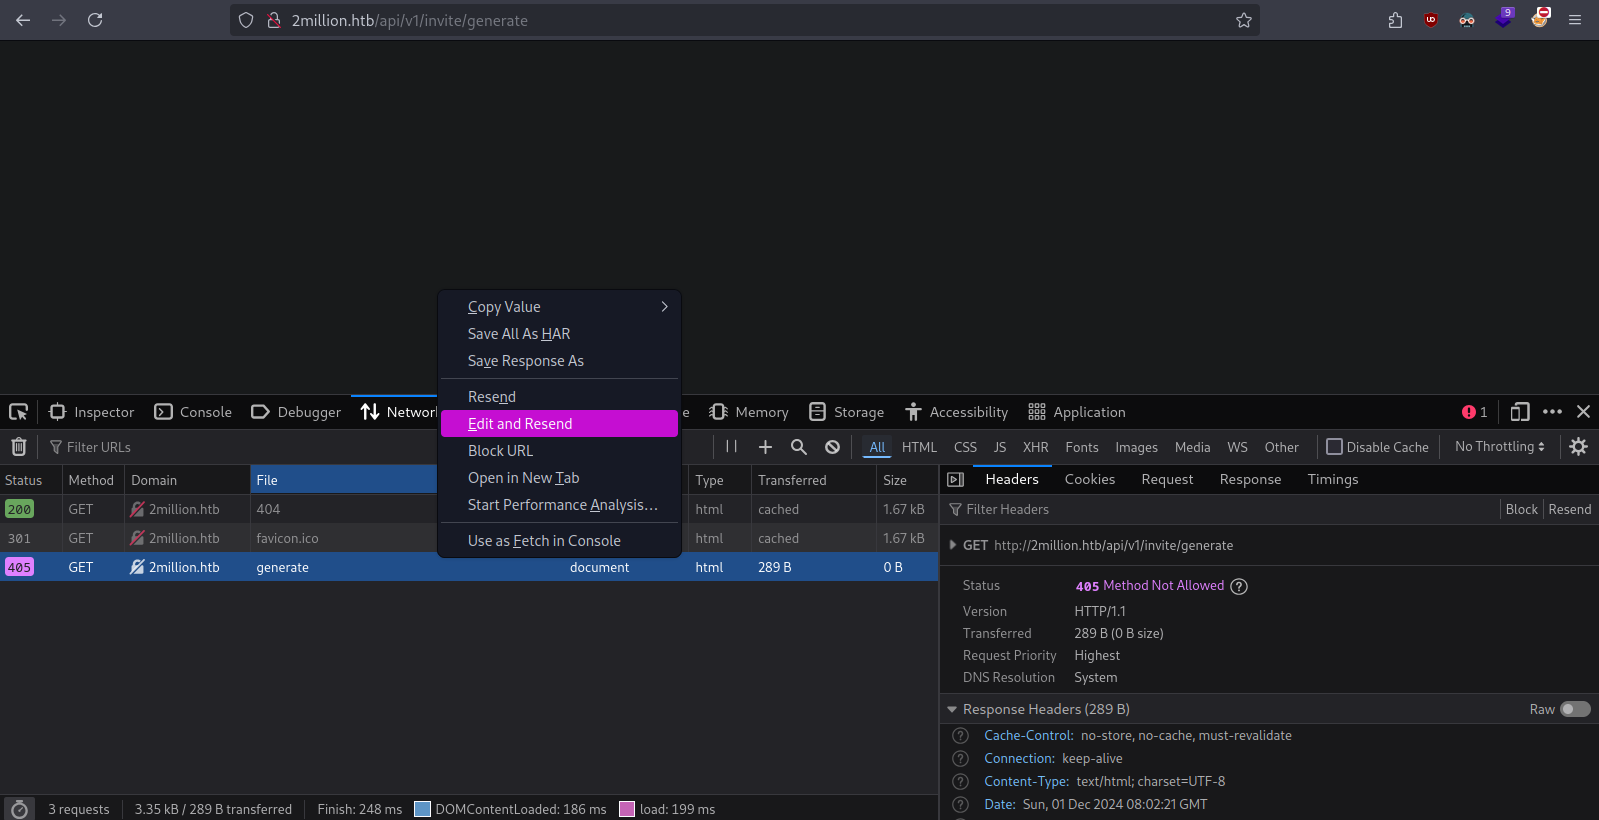 2million.htb/api/v1/invite/generate
9
Copy Value
Save All As HAR
Save Response As
Resend
Edit and Resend
Block URL
Open in New Tab
Start Performance Analysis…
Use as Fetch in Console
Inspector Console Debugger Network Memory Storage Accessibility Application 1
Filter URLs All HTML CSS JS XHR Fonts Images Media WS Other Disable Cache No Throttling
Status Method Domain File Type Transferred Size
200 GET 2million.htb 404 html cached 1.67 kB
301 GET 2million.htb favicon.ico html cached 1.67 kB
405 GET 2million.htb generate document html 289 B 0 B
3 requests 3.35 kB / 289 B transferred Finish: 248 ms DOMContentLoaded: 186 ms load: 199 ms
Headers Cookies Request Response Timings
Filter Headers Block Resend
GET http://2million.htb/api/v1/invite/generate
Status 405 Method Not Allowed ?
Version HTTP/1.1
Transferred 289 B (0 B size)
Request Priority Highest
DNS Resolution System
Response Headers (289 B) Raw
? Cache-Control: no-store, no-cache, must-revalidate
? Connection: keep-alive
? Content-Type: text/html; charset=UTF-8
? Date: Sun, 01 Dec 2024 08:02:21 GMT